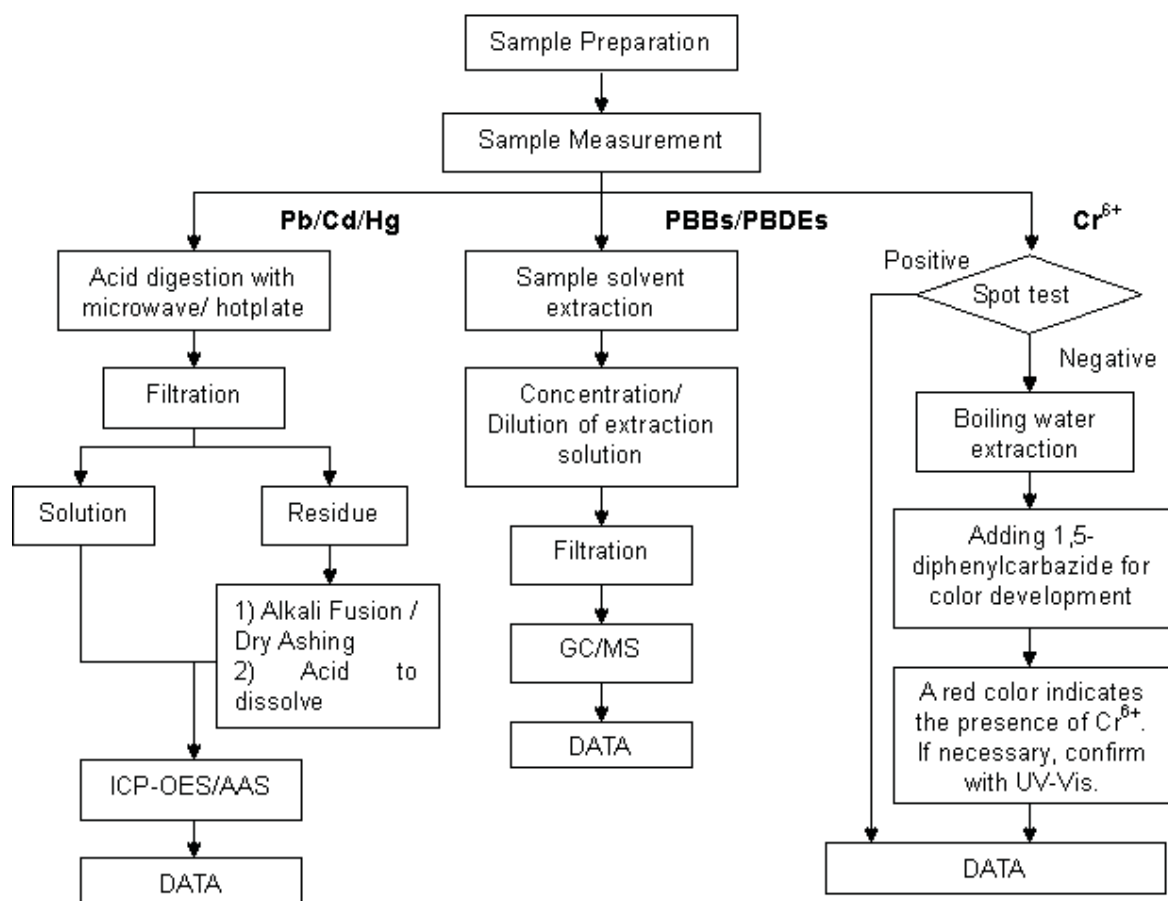 Sample Preparation
Sample Measurement
Pb/Cd/Hg
PBBs/PBDEs
Cr⁶⁺
Acid digestion with
microwave/ hotplate
Filtration
Solution
Residue
1) Alkali Fusion /
Dry Ashing
2) Acid to
dissolve
ICP-OES/AAS
DATA
Sample solvent
extraction
Concentration/
Dilution of extraction
solution
Filtration
GC/MS
DATA
Positive
Spot test
Negative
Boiling water
extraction
Adding 1,5-
diphenylcarbazide for
color development
A red color indicates
the presence of Cr⁶⁺.
If necessary, confirm
with UV-Vis.
DATA